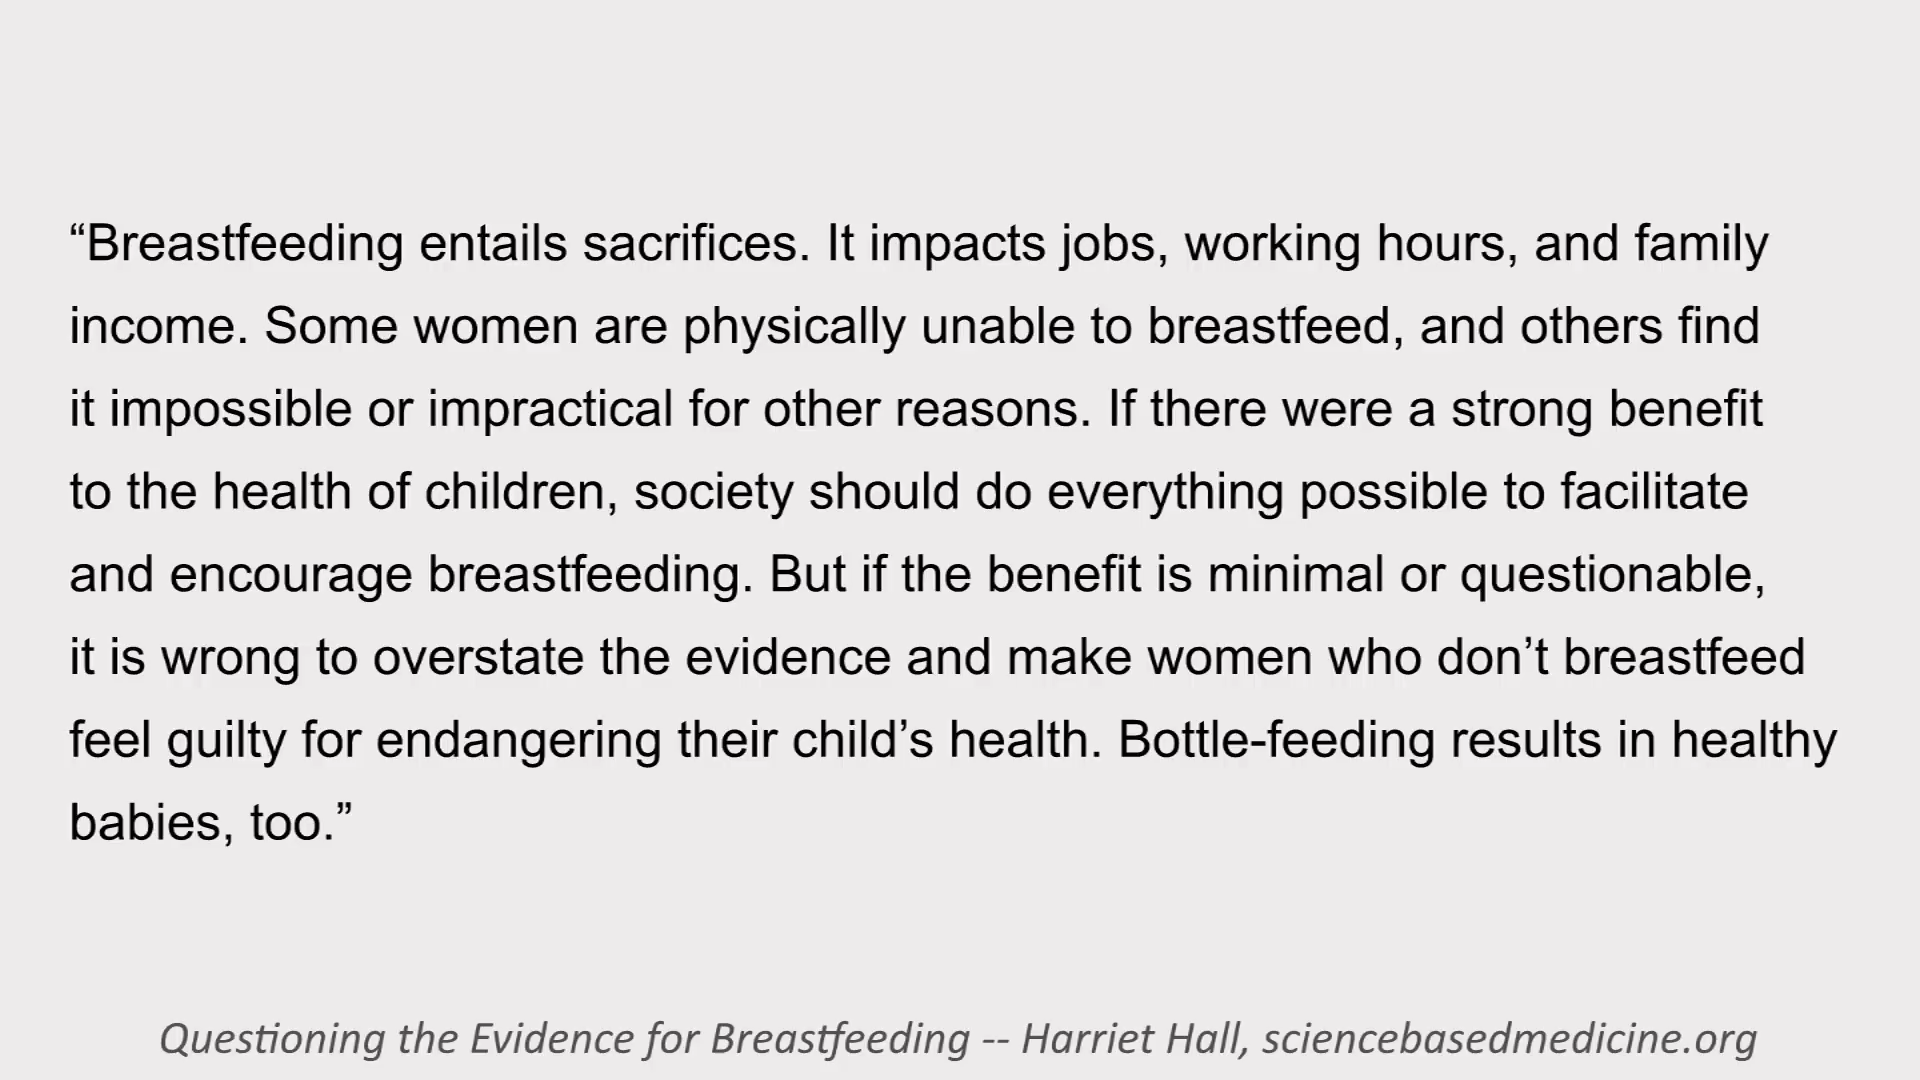 “Breastfeeding entails sacrifices. It impacts jobs, working hours, and family
income. Some women are physically unable to breastfeed, and others find
it impossible or impractical for other reasons. If there were a strong benefit
to the health of children, society should do everything possible to facilitate
and encourage breastfeeding. But if the benefit is minimal or questionable,
it is wrong to overstate the evidence and make women who don’t breastfeed
feel guilty for endangering their child’s health. Bottle-feeding results in healthy
babies, too.”
Questioning the Evidence for Breastfeeding -- Harriet Hall, sciencebasedmedicine.org